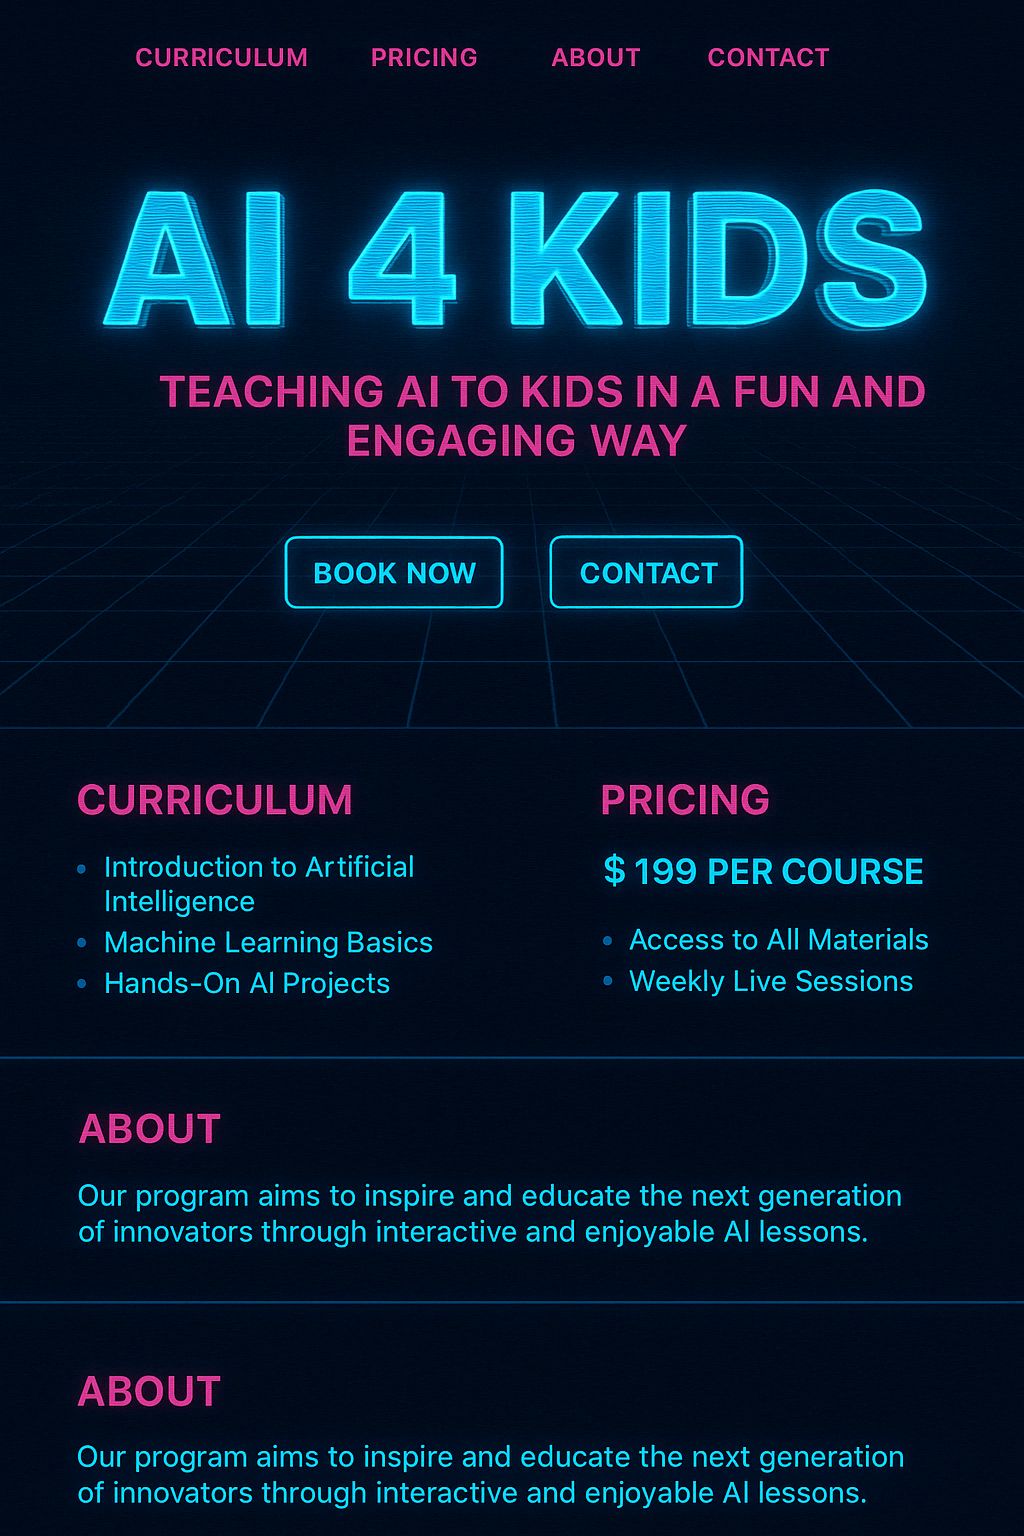 CURRICULUM PRICING ABOUT CONTACT
AI 4 KIDS
TEACHING AI TO KIDS IN A FUN AND
ENGAGING WAY
BOOK NOW CONTACT
CURRICULUM
• Introduction to Artificial
Intelligence
• Machine Learning Basics
• Hands-On AI Projects
PRICING
$ 199 PER COURSE
• Access to All Materials
• Weekly Live Sessions
ABOUT
Our program aims to inspire and educate the next generation
of innovators through interactive and enjoyable AI lessons.
ABOUT
Our program aims to inspire and educate the next generation
of innovators through interactive and enjoyable AI lessons.